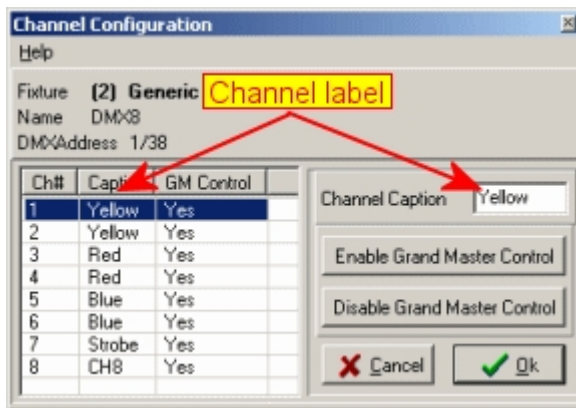 Channel Configuration
Help
Fixture (2) Generic
Channel label
Name DMX8
DMXAddress 1/38
Ch# Capti GM Control
1 Yellow Yes
2 Yellow Yes
3 Red Yes
4 Red Yes
5 Blue Yes
6 Blue Yes
7 Strobe Yes
8 CH8 Yes
Channel Caption Yellow
Enable Grand Master Control
Disable Grand Master Control
Cancel Ok